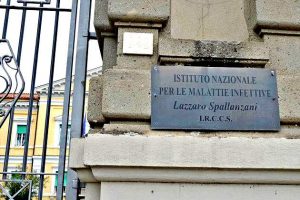 ISTITUTO NAZIONALE
PER LE MALATTIE INFETTIVE
Lazzaro Spallanzani
I.R.C.C.S.